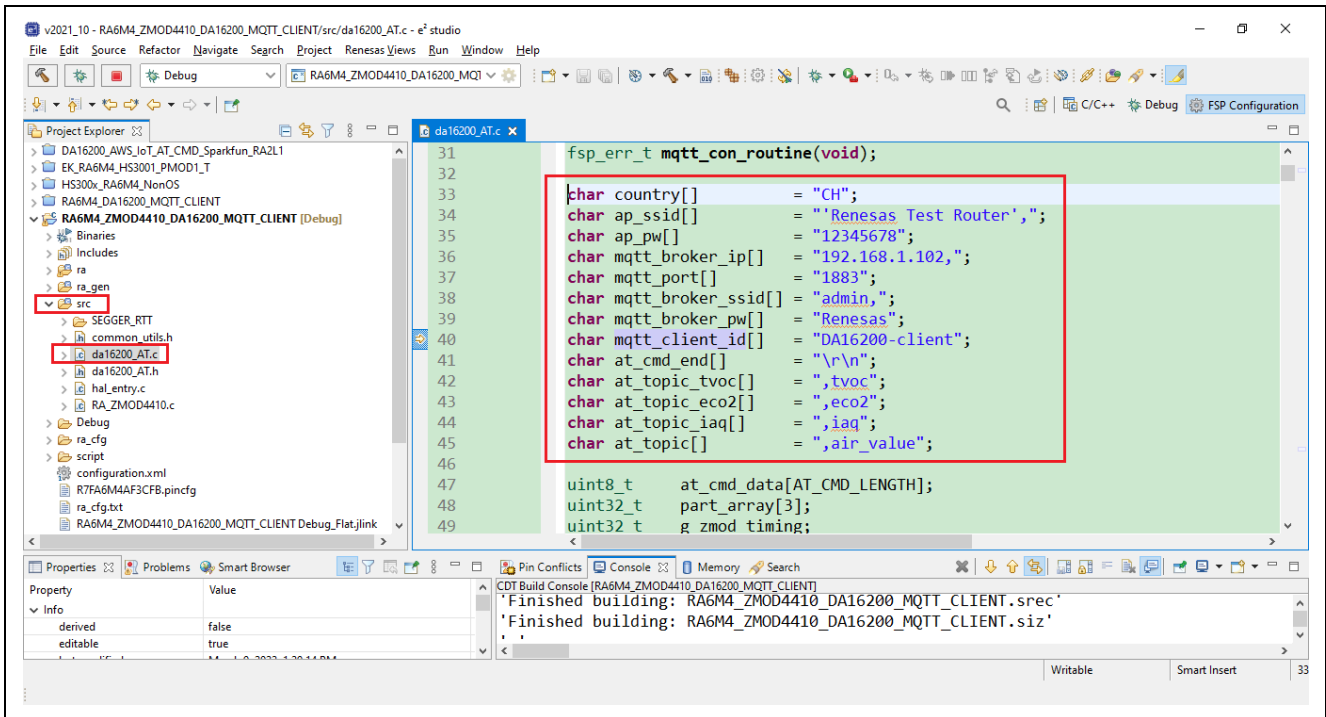 v2021_10 - RA6M4_ZMOD4410_DA16200_MQTT_CLIENT/src/da16200_AT.c - e² studio
File Edit Source Refactor Navigate Search Project Renesas Views Run Window Help
Debug RA6M4_ZMOD4410_DA16200_MQT
C/C++ Debug FSP Configuration
Project Explorer
DA16200_AWS_IoT_AT_CMD_Sparkfun_RA2L1
EK_RA6M4_HS3001_PMOD1_T
HS300x_RA6M4_NonOS
RA6M4_DA16200_MQTT_CLIENT
RA6M4_ZMOD4410_DA16200_MQTT_CLIENT [Debug]
Binaries
Includes
ra
ra_gen
src
SEGGER_RTT
common_utils.h
da16200_AT.c
da16200_AT.h
hal_entry.c
RA_ZMOD4410.c
Debug
ra_cfg
script
configuration.xml
R7FA6M4AF3CFB.pincfg
ra_cfg.txt
RA6M4_ZMOD4410_DA16200_MQTT_CLIENT Debug_Flat.jlink
da16200_AT.c
31 fsp_err_t mqtt_con_routine(void);
32
33 char country[] = "CH";
34 char ap_ssid[] = "'Renesas Test Router',";
35 char ap_pw[] = "12345678";
36 char mqtt_broker_ip[] = "192.168.1.102,";
37 char mqtt_port[] = "1883";
38 char mqtt_broker_ssid[] = "admin,";
39 char mqtt_broker_pw[] = "Renesas";
40 char mqtt_client_id[] = "DA16200-client";
41 char at_cmd_end[] = "\r\n";
42 char at_topic_tvoc[] = ",tvoc";
43 char at_topic_eco2[] = ",eco2";
44 char at_topic_iaq[] = ",iaq";
45 char at_topic[] = ",air_value";
46
47 uint8_t at_cmd_data[AT_CMD_LENGTH];
48 uint32_t part_array[3];
49 uint32_t g_zmod_timing;
Properties Problems Smart Browser
Property Value
Info
derived false
editable true
Pin Conflicts Console Memory Search
CDT Build Console [RA6M4_ZMOD4410_DA16200_MQTT_CLIENT]
'Finished building: RA6M4_ZMOD4410_DA16200_MQTT_CLIENT.srec'
'Finished building: RA6M4_ZMOD4410_DA16200_MQTT_CLIENT.siz'
' '
Writable Smart Insert 33